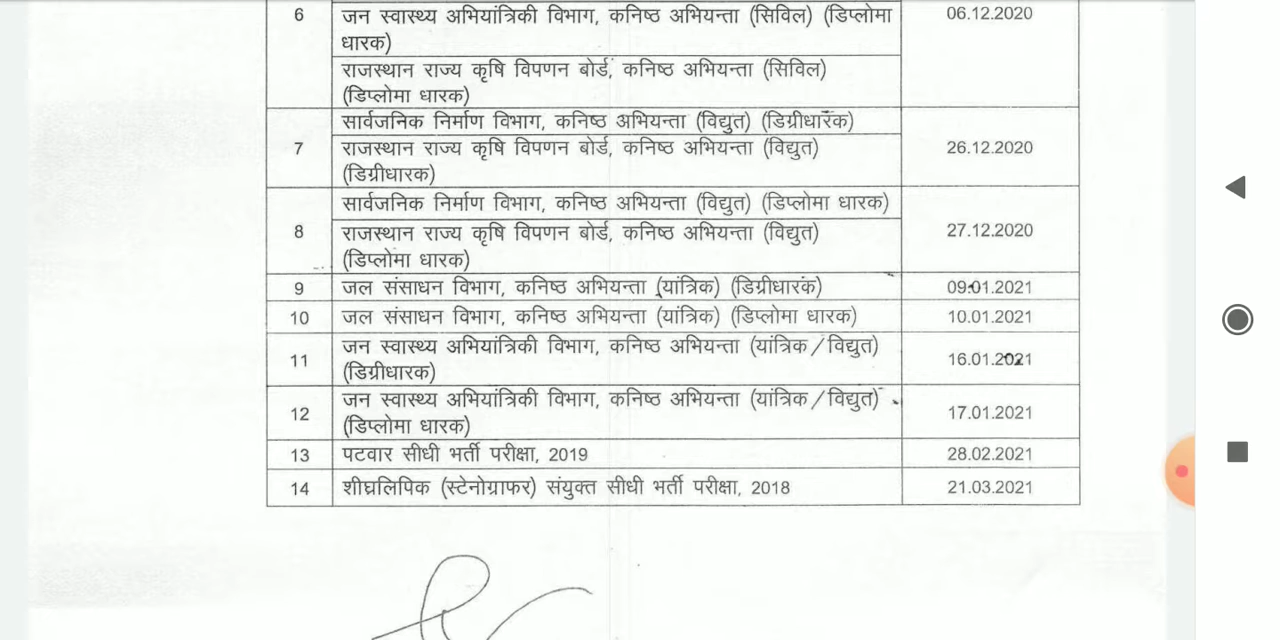 6
जन स्वास्थ्य अभियांत्रिकी विभाग, कनिष्ठ अभियन्ता (सिविल) (डिप्लोमा
धारक)
06.12.2020
राजस्थान राज्य कृषि विपणन बोर्ड, कनिष्ठ अभियन्ता (सिविल)
(डिप्लोमा धारक)
सार्वजनिक निर्माण विभाग, कनिष्ठ अभियन्ता (विद्युत) (डिग्रीधारक)
7
राजस्थान राज्य कृषि विपणन बोर्ड, कनिष्ठ अभियन्ता (विद्युत)
(डिग्रीधारक)
26.12.2020
सार्वजनिक निर्माण विभाग, कनिष्ठ अभियन्ता (विद्युत) (डिप्लोमा धारक)
8
राजस्थान राज्य कृषि विपणन बोर्ड, कनिष्ठ अभियन्ता (विद्युत)
(डिप्लोमा धारक)
27.12.2020
9 जल संसाधन विभाग, कनिष्ठ अभियन्ता (यांत्रिक) (डिग्रीधारक) 09.01.2021
10 जल संसाधन विभाग, कनिष्ठ अभियन्ता (यांत्रिक) (डिप्लोमा धारक) 10.01.2021
11
जन स्वास्थ्य अभियांत्रिकी विभाग, कनिष्ठ अभियन्ता (यांत्रिक/विद्युत)
(डिग्रीधारक)
16.01.2021
12
जन स्वास्थ्य अभियांत्रिकी विभाग, कनिष्ठ अभियन्ता (यांत्रिक/विद्युत)
(डिप्लोमा धारक)
17.01.2021
13 पटवार सीधी भर्ती परीक्षा, 2019 28.02.2021
14 शीघ्रलिपिक (स्टेनोग्राफर) संयुक्त सीधी भर्ती परीक्षा, 2018 21.03.2021